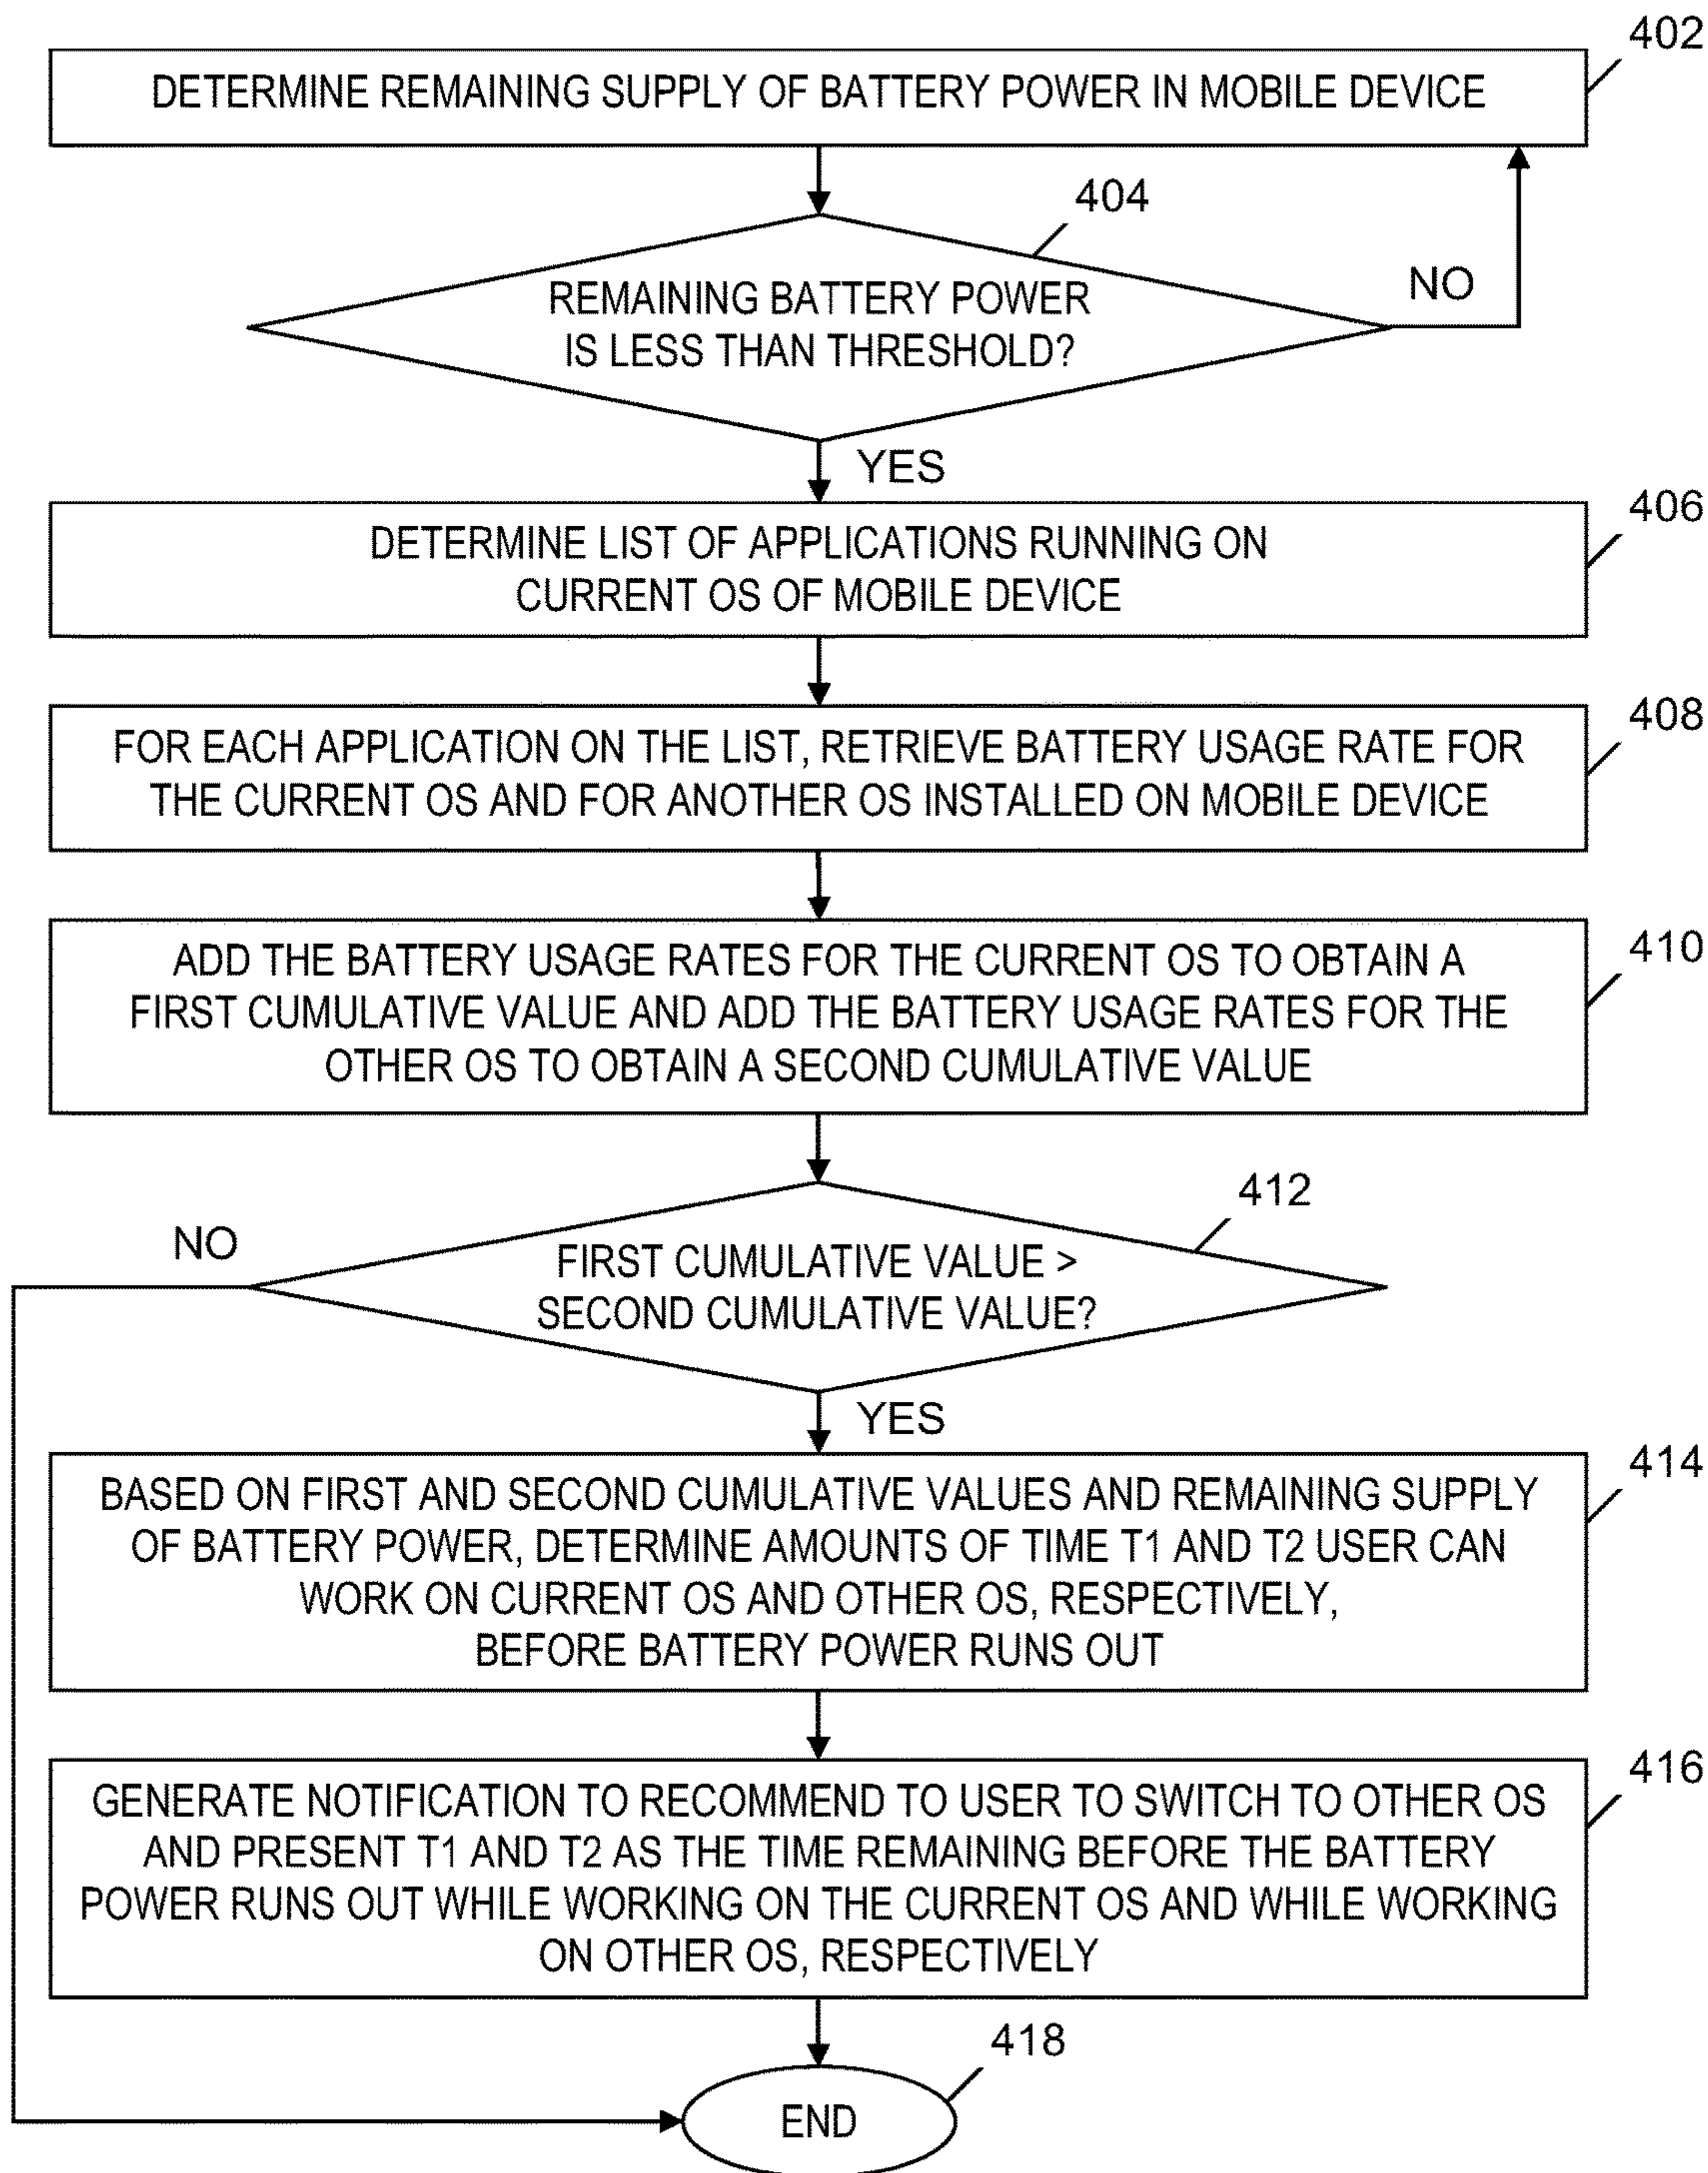 402
DETERMINE REMAINING SUPPLY OF BATTERY POWER IN MOBILE DEVICE
404
REMAINING BATTERY POWER
IS LESS THAN THRESHOLD?
NO
YES
406
DETERMINE LIST OF APPLICATIONS RUNNING ON
CURRENT OS OF MOBILE DEVICE
408
FOR EACH APPLICATION ON THE LIST, RETRIEVE BATTERY USAGE RATE FOR
THE CURRENT OS AND FOR ANOTHER OS INSTALLED ON MOBILE DEVICE
410
ADD THE BATTERY USAGE RATES FOR THE CURRENT OS TO OBTAIN A
FIRST CUMULATIVE VALUE AND ADD THE BATTERY USAGE RATES FOR THE
OTHER OS TO OBTAIN A SECOND CUMULATIVE VALUE
412
NO
FIRST CUMULATIVE VALUE >
SECOND CUMULATIVE VALUE?
YES
414
BASED ON FIRST AND SECOND CUMULATIVE VALUES AND REMAINING SUPPLY
OF BATTERY POWER, DETERMINE AMOUNTS OF TIME T1 AND T2 USER CAN
WORK ON CURRENT OS AND OTHER OS, RESPECTIVELY,
BEFORE BATTERY POWER RUNS OUT
416
GENERATE NOTIFICATION TO RECOMMEND TO USER TO SWITCH TO OTHER OS
AND PRESENT T1 AND T2 AS THE TIME REMAINING BEFORE THE BATTERY
POWER RUNS OUT WHILE WORKING ON THE CURRENT OS AND WHILE WORKING
ON OTHER OS, RESPECTIVELY
418
END